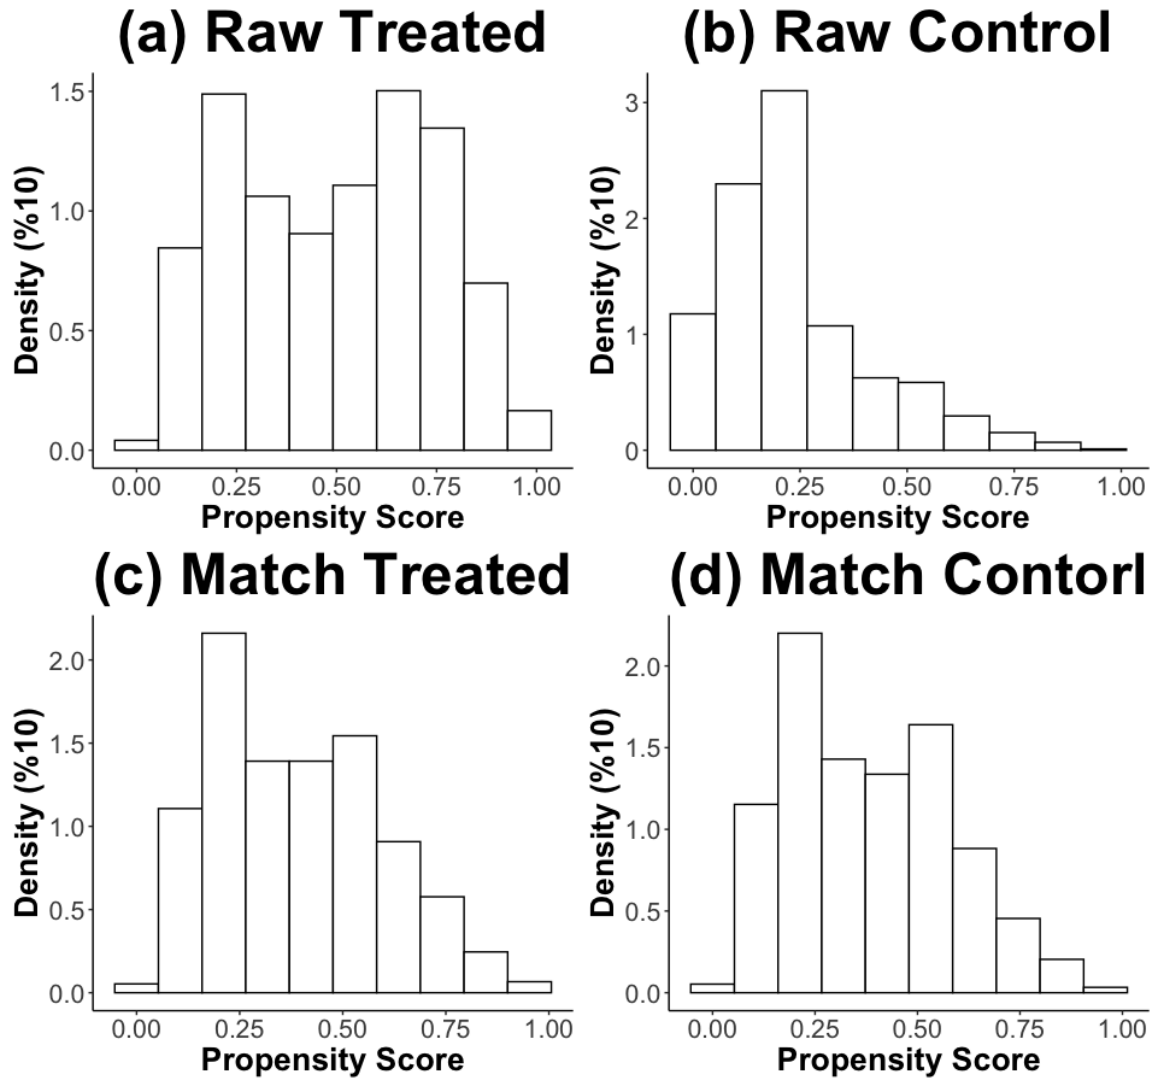 (a) Raw Treated
Density (%10)
1.5
1.0
0.5
0.0
0.00 0.25 0.50 0.75 1.00
Propensity Score
(b) Raw Control
Density (%10)
3
2
1
0
0.00 0.25 0.50 0.75 1.00
Propensity Score
(c) Match Treated
Density (%10)
2.0
1.5
1.0
0.5
0.0
0.00 0.25 0.50 0.75 1.00
Propensity Score
(d) Match Contorl
Density (%10)
2.0
1.5
1.0
0.5
0.0
0.00 0.25 0.50 0.75 1.00
Propensity Score